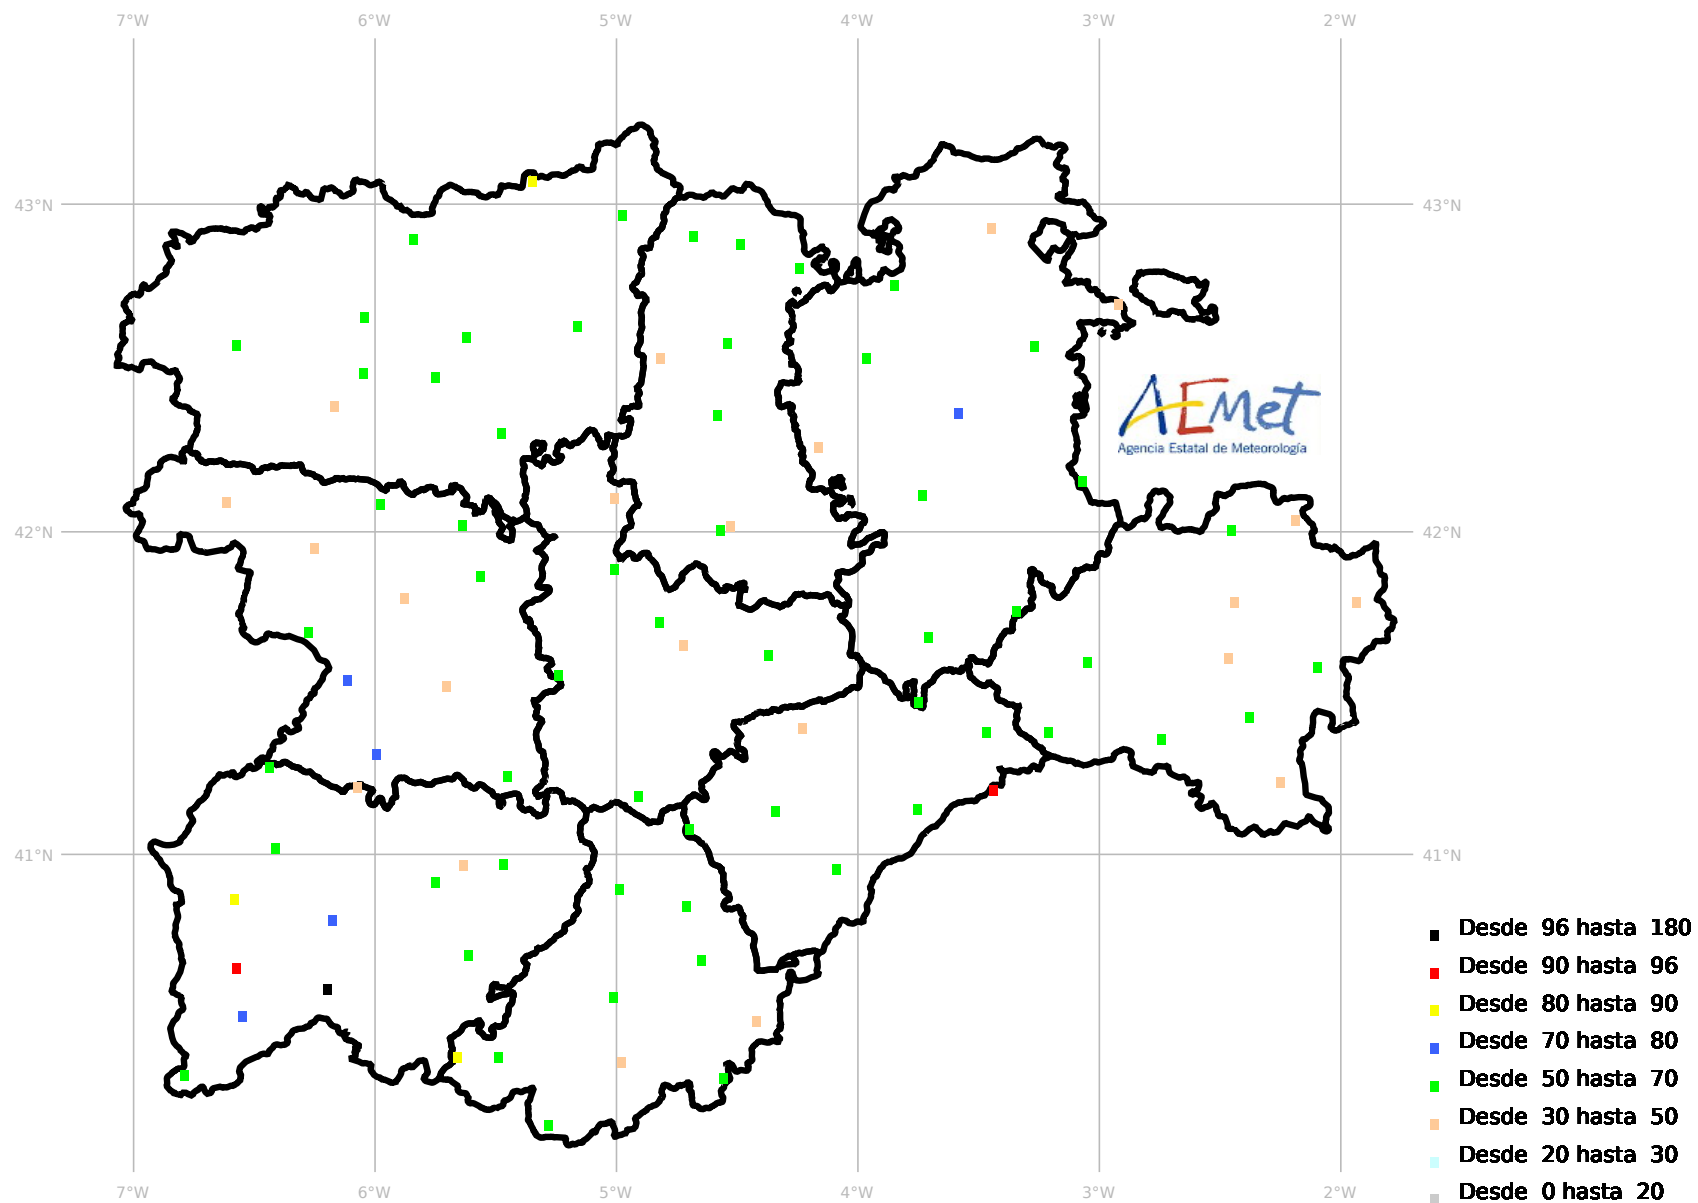 7°W 6°W 5°W 4°W 3°W 2°W
43°N 43°N
AEMet
Agencia Estatal de Meteorología
42°N 42°N
41°N 41°N
Desde 96 hasta 180
Desde 90 hasta 96
Desde 80 hasta 90
Desde 70 hasta 80
Desde 50 hasta 70
Desde 30 hasta 50
Desde 20 hasta 30
Desde 0 hasta 20
7°W 6°W 5°W 4°W 3°W 2°W